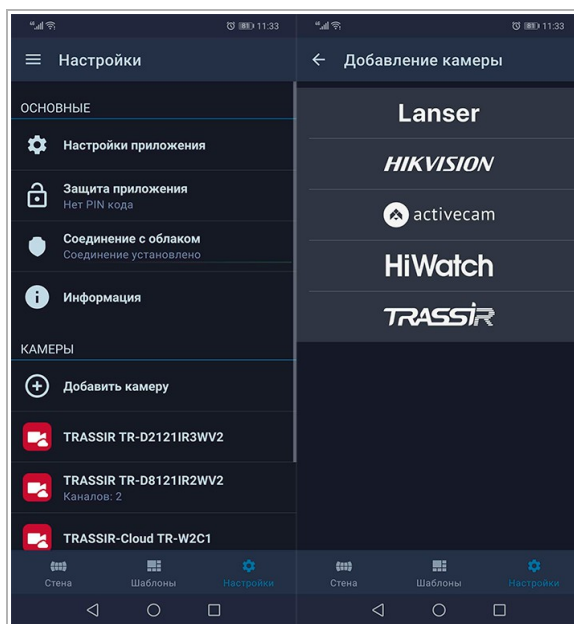 11:33
Настройки
ОСНОВНЫЕ
Настройки приложения
Защита приложения
Нет PIN кода
Соединение с облаком
Соединение установлено
Информация
КАМЕРЫ
Добавить камеру
TRASSIR TR-D2121IR3WV2
TRASSIR TR-D8121IR2WV2
Каналов: 2
TRASSIR-Cloud TR-W2C1
Стена
Шаблоны
Настройки
11:33
Добавление камеры
Lanser
HIKVISION
activecam
HiWatch
TRASSIR
Стена
Шаблоны
Настройки